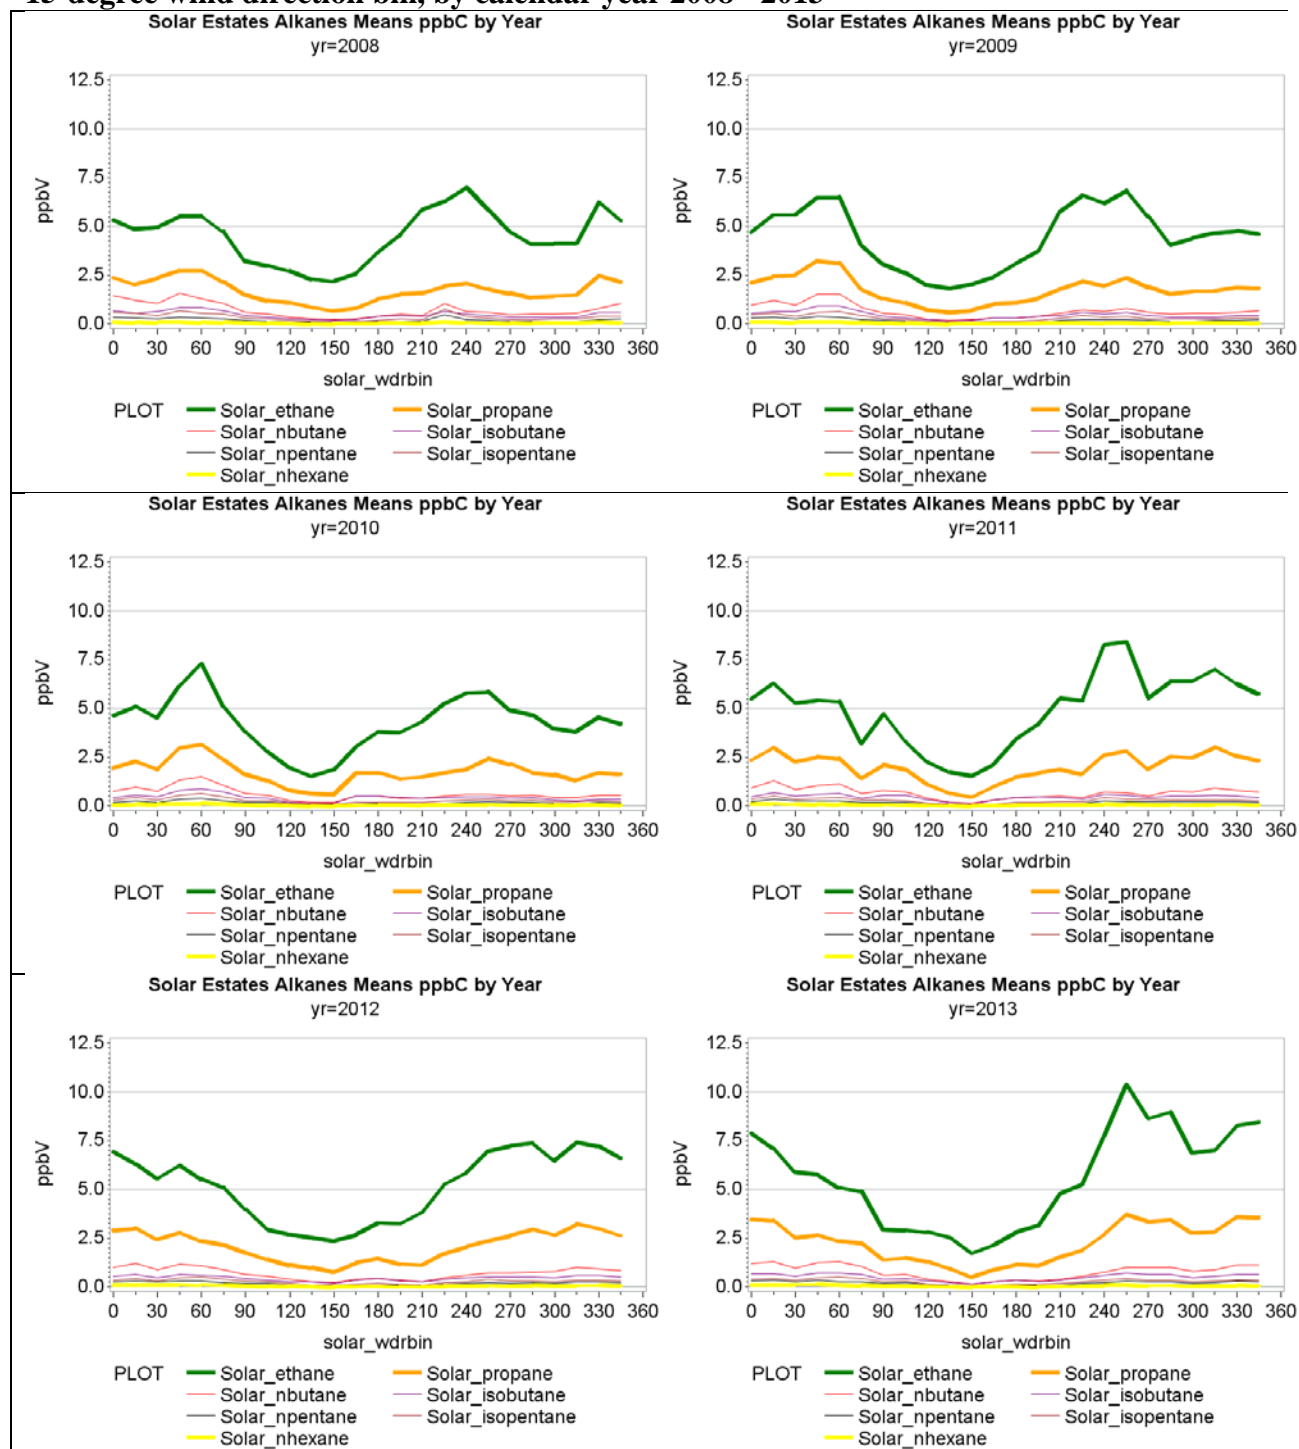 15-degree wind direction bin, by calendar year 2008 - 2013
Solar Estates Alkanes Means ppbC by Year
yr=2008
12.5
10.0
7.5
5.0
2.5
0.0
ppbV
0 30 60 90 120 150 180 210 240 270 300 330 360
solar_wdrbin
PLOT Solar_ethane Solar_propane
Solar_nbutane Solar_isobutane
Solar_npentane Solar_isopentane
Solar_nhexane
Solar Estates Alkanes Means ppbC by Year
yr=2009
12.5
10.0
7.5
5.0
2.5
0.0
ppbV
0 30 60 90 120 150 180 210 240 270 300 330 360
solar_wdrbin
PLOT Solar_ethane Solar_propane
Solar_nbutane Solar_isobutane
Solar_npentane Solar_isopentane
Solar_nhexane
Solar Estates Alkanes Means ppbC by Year
yr=2010
12.5
10.0
7.5
5.0
2.5
0.0
ppbV
0 30 60 90 120 150 180 210 240 270 300 330 360
solar_wdrbin
PLOT Solar_ethane Solar_propane
Solar_nbutane Solar_isobutane
Solar_npentane Solar_isopentane
Solar_nhexane
Solar Estates Alkanes Means ppbC by Year
yr=2011
12.5
10.0
7.5
5.0
2.5
0.0
ppbV
0 30 60 90 120 150 180 210 240 270 300 330 360
solar_wdrbin
PLOT Solar_ethane Solar_propane
Solar_nbutane Solar_isobutane
Solar_npentane Solar_isopentane
Solar_nhexane
Solar Estates Alkanes Means ppbC by Year
yr=2012
12.5
10.0
7.5
5.0
2.5
0.0
ppbV
0 30 60 90 120 150 180 210 240 270 300 330 360
solar_wdrbin
PLOT Solar_ethane Solar_propane
Solar_nbutane Solar_isobutane
Solar_npentane Solar_isopentane
Solar_nhexane
Solar Estates Alkanes Means ppbC by Year
yr=2013
12.5
10.0
7.5
5.0
2.5
0.0
ppbV
0 30 60 90 120 150 180 210 240 270 300 330 360
solar_wdrbin
PLOT Solar_ethane Solar_propane
Solar_nbutane Solar_isobutane
Solar_npentane Solar_isopentane
Solar_nhexane